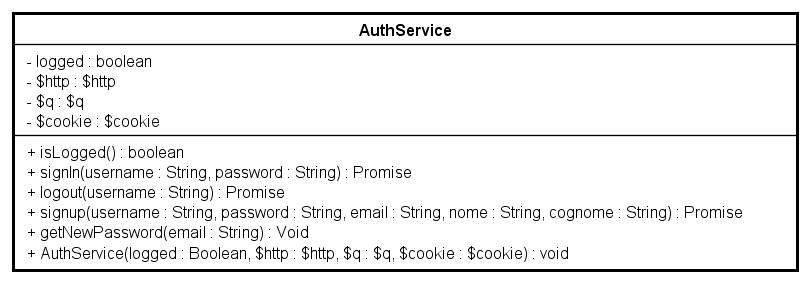 AuthService
- logged : boolean
- $http : $http
- $q : $q
- $cookie : $cookie
+ isLogged() : boolean
+ signIn(username : String, password : String) : Promise
+ logout(username : String) : Promise
+ signup(username : String, password : String, email : String, nome : String, cognome : String) : Promise
+ getNewPassword(email : String) : Void
+ AuthService(logged : Boolean, $http : $http, $q : $q, $cookie : $cookie) : void